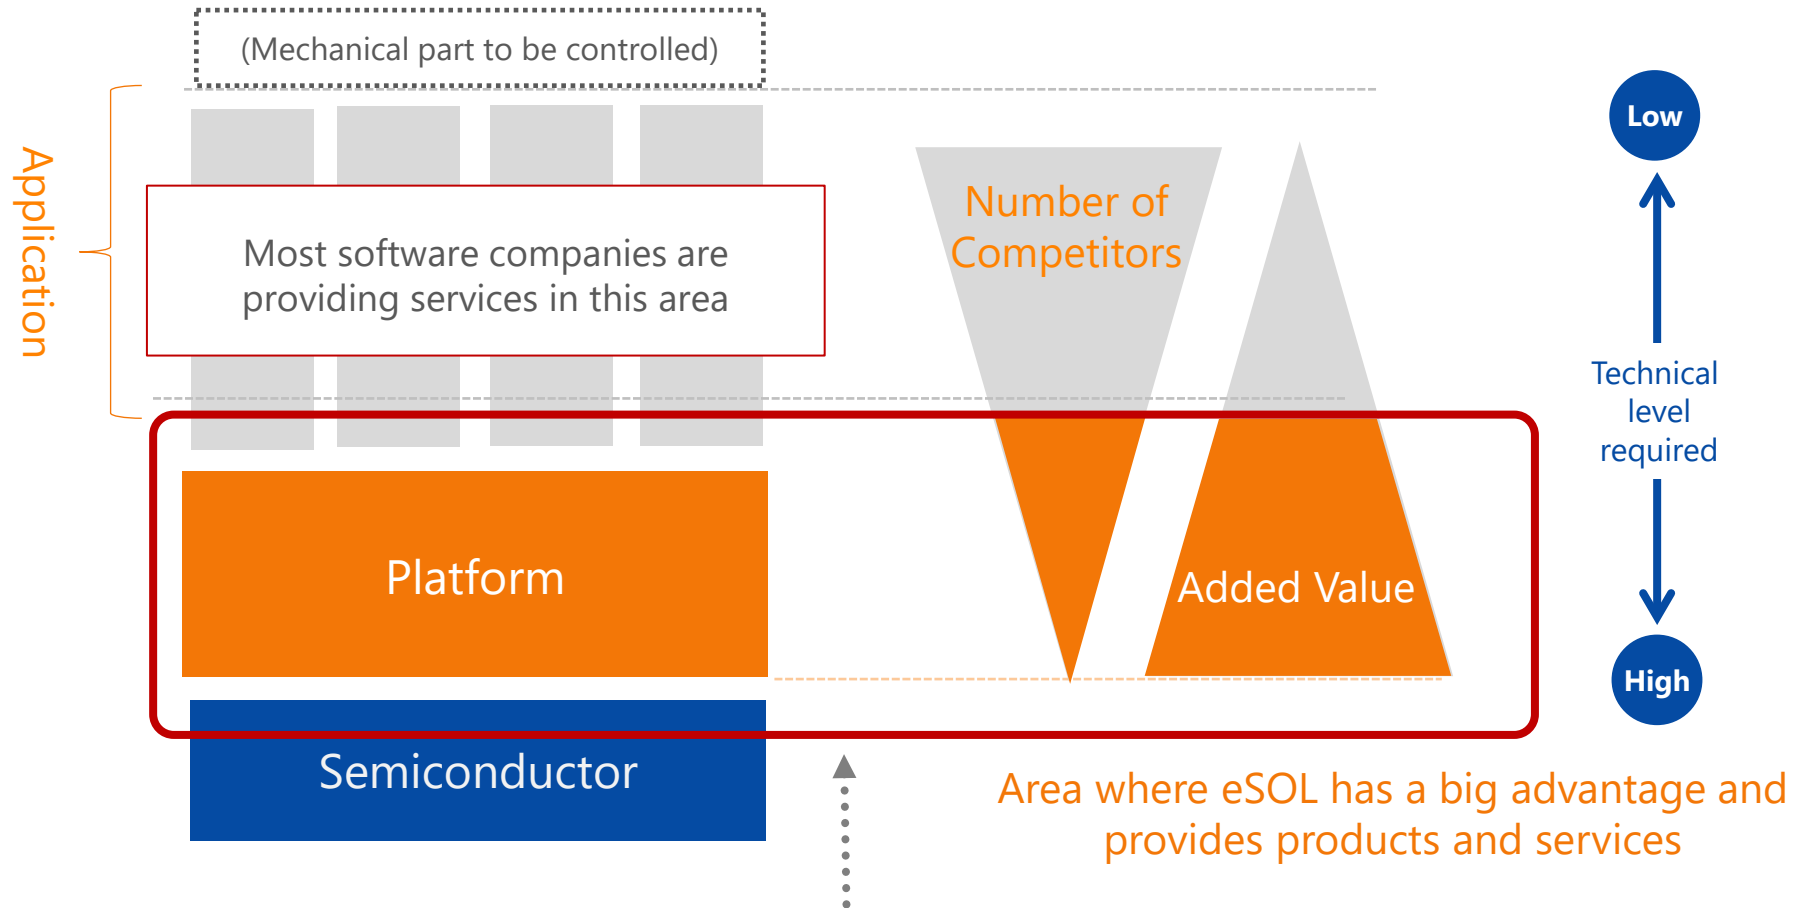 (Mechanical part to be controlled)
Application
Most software companies are
providing services in this area
Number of
Competitors
Low
Technical
level
required
Platform
Added Value
High
Semiconductor
Area where eSOL has a big advantage and
provides products and services